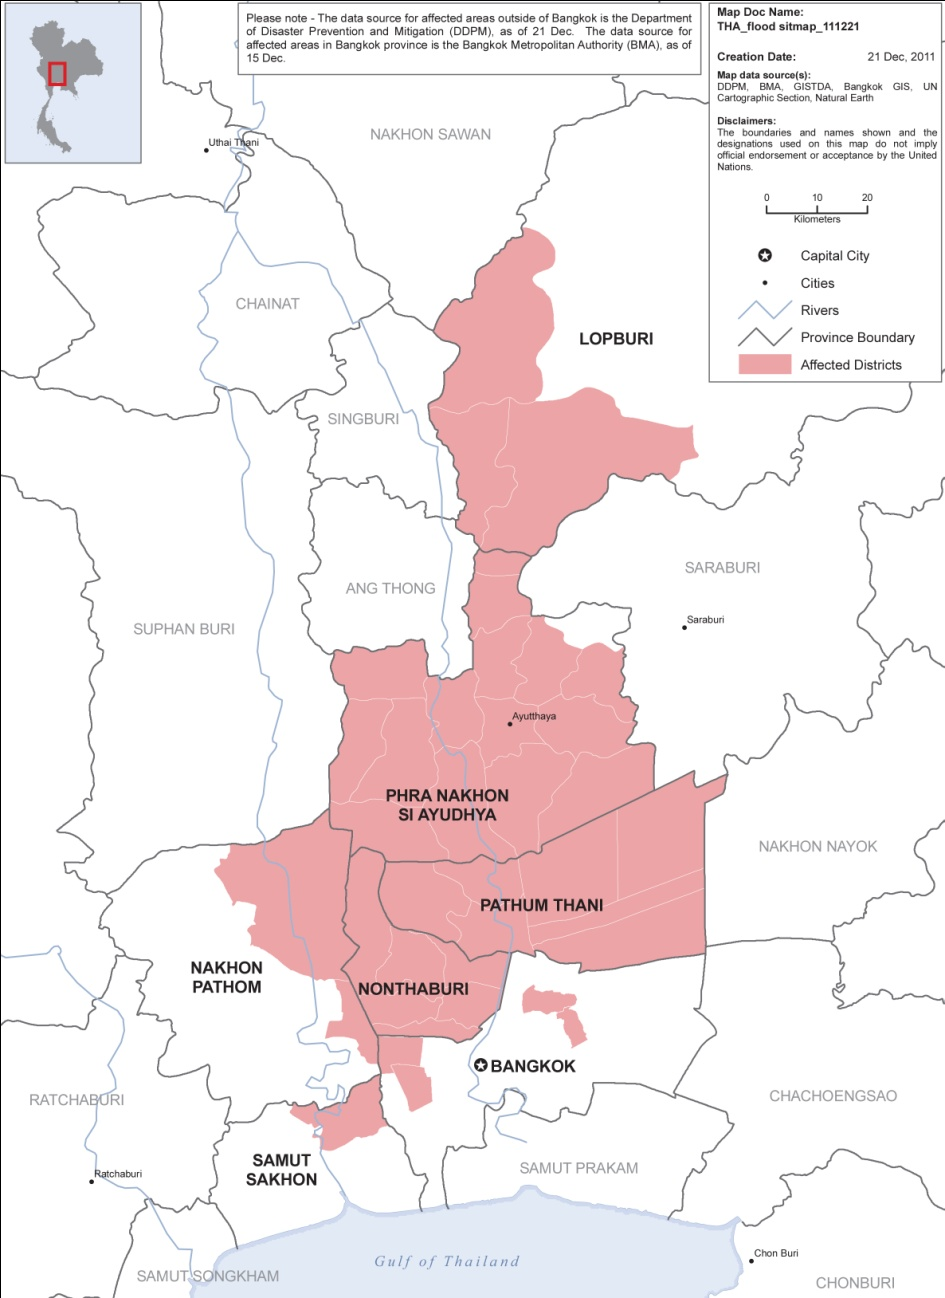 Please note - The data source for affected areas outside of Bangkok is the Department
of Disaster Prevention and Mitigation (DDPM), as of 21 Dec. The data source for
affected areas in Bangkok province is the Bangkok Metropolitan Authority (BMA), as of
15 Dec.
Map Doc Name:
THA_flood sitmap_111221
Creation Date: 21 Dec, 2011
Map data source(s):
DDPM, BMA, GISTDA, Bangkok GIS, UN
Cartographic Section, Natural Earth
Disclaimers:
The boundaries and names shown and the
designations used on this map do not imply
official endorsement or acceptance by the United
Nations.
0 10 20
Kilometers
Capital City
Cities
Rivers
Province Boundary
Affected Districts
NAKHON SAWAN
Uthai Thani
CHAINAT
LOPBURI
SINGBURI
ANG THONG
SARABURI
Saraburi
SUPHAN BURI
Ayutthaya
PHRA NAKHON
SI AYUDHYA
NAKHON NAYOK
PATHUM THANI
NAKHON
PATHOM
NONTHABURI
BANGKOK
RATCHABURI
CHACHOENGSAO
Ratchaburi
SAMUT
SAKHON
SAMUT PRAKAM
Gulf of Thailand
Chon Buri
SAMUT SONGKHAM
CHONBURI